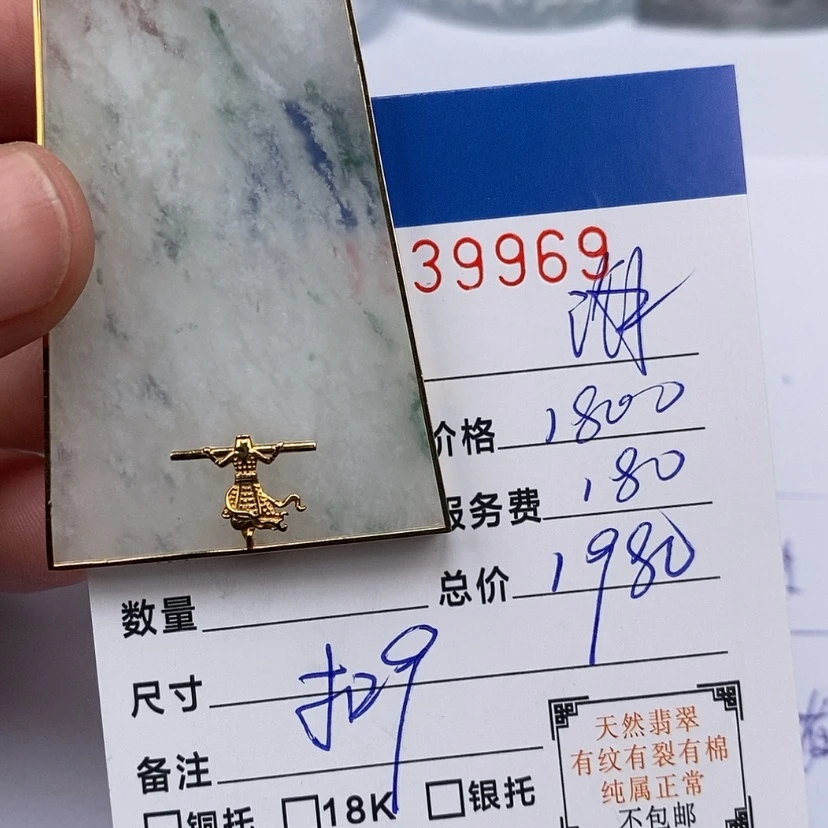 39969
价格 1800
服务费 180
总价 1980
数量
尺寸 扣9
备注
铜托 18K 银托
天然翡翠
有纹有裂有棉
纯属正常
不包邮